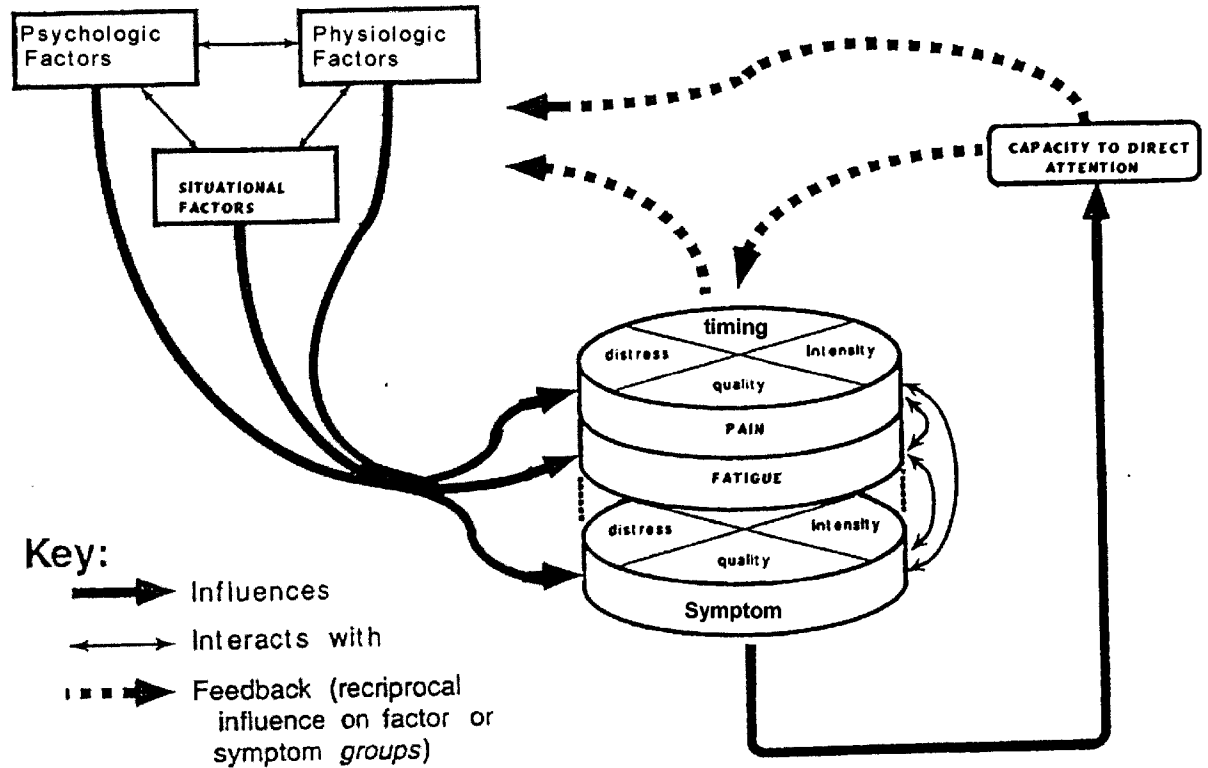 Psychologic
Factors
Physiologic
Factors
SITUATIONAL
FACTORS
CAPACITY TO DIRECT
ATTENTION
timing
distress
Intensity
quality
PAIN
FATIGUE
distress
Intensity
quality
Symptom
Key:
Influences
Interacts with
Feedback (recriprocal
influence on factor or
symptom groups)